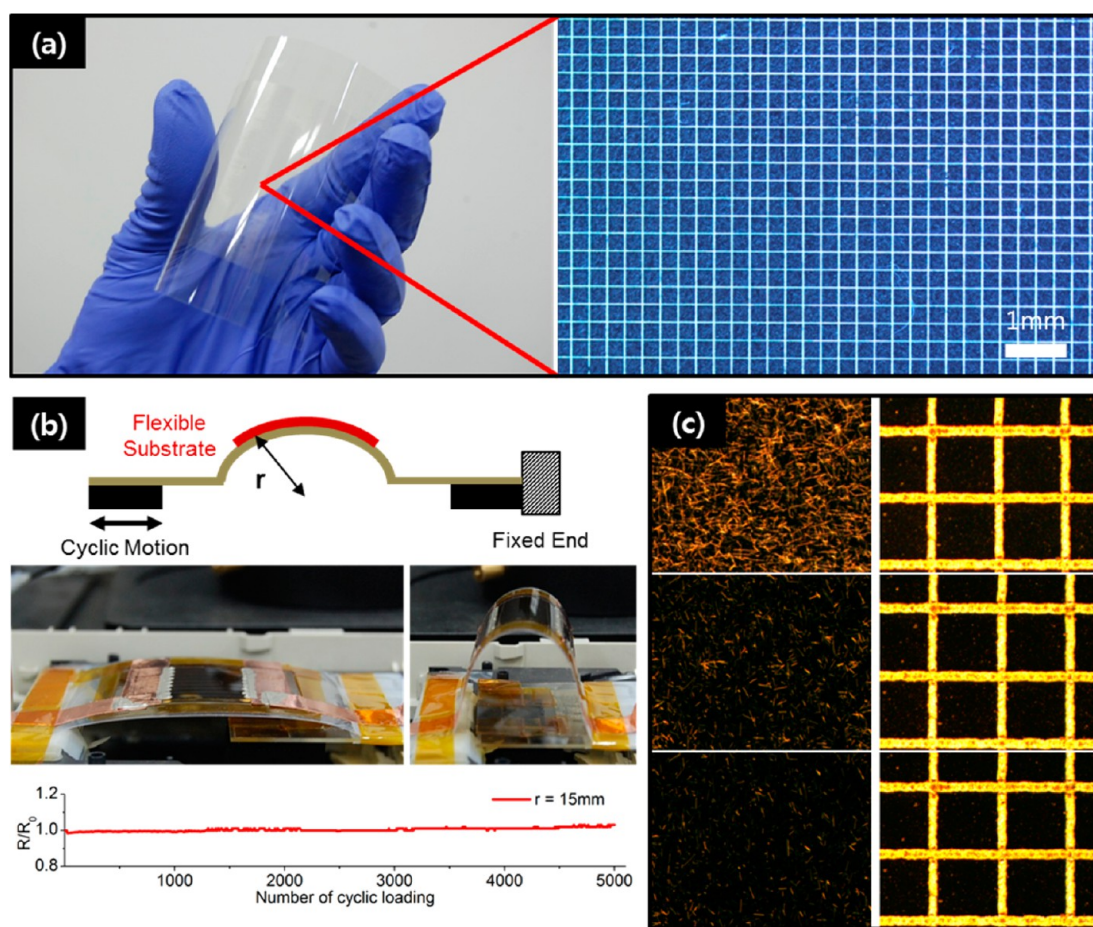 (a)
1mm
(b)
Flexible
Substrate
r
Cyclic Motion
Fixed End
R/R0
1.2
1.0
0.8
r = 15mm
1000
2000
3000
4000
5000
Number of cyclic loading
(c)